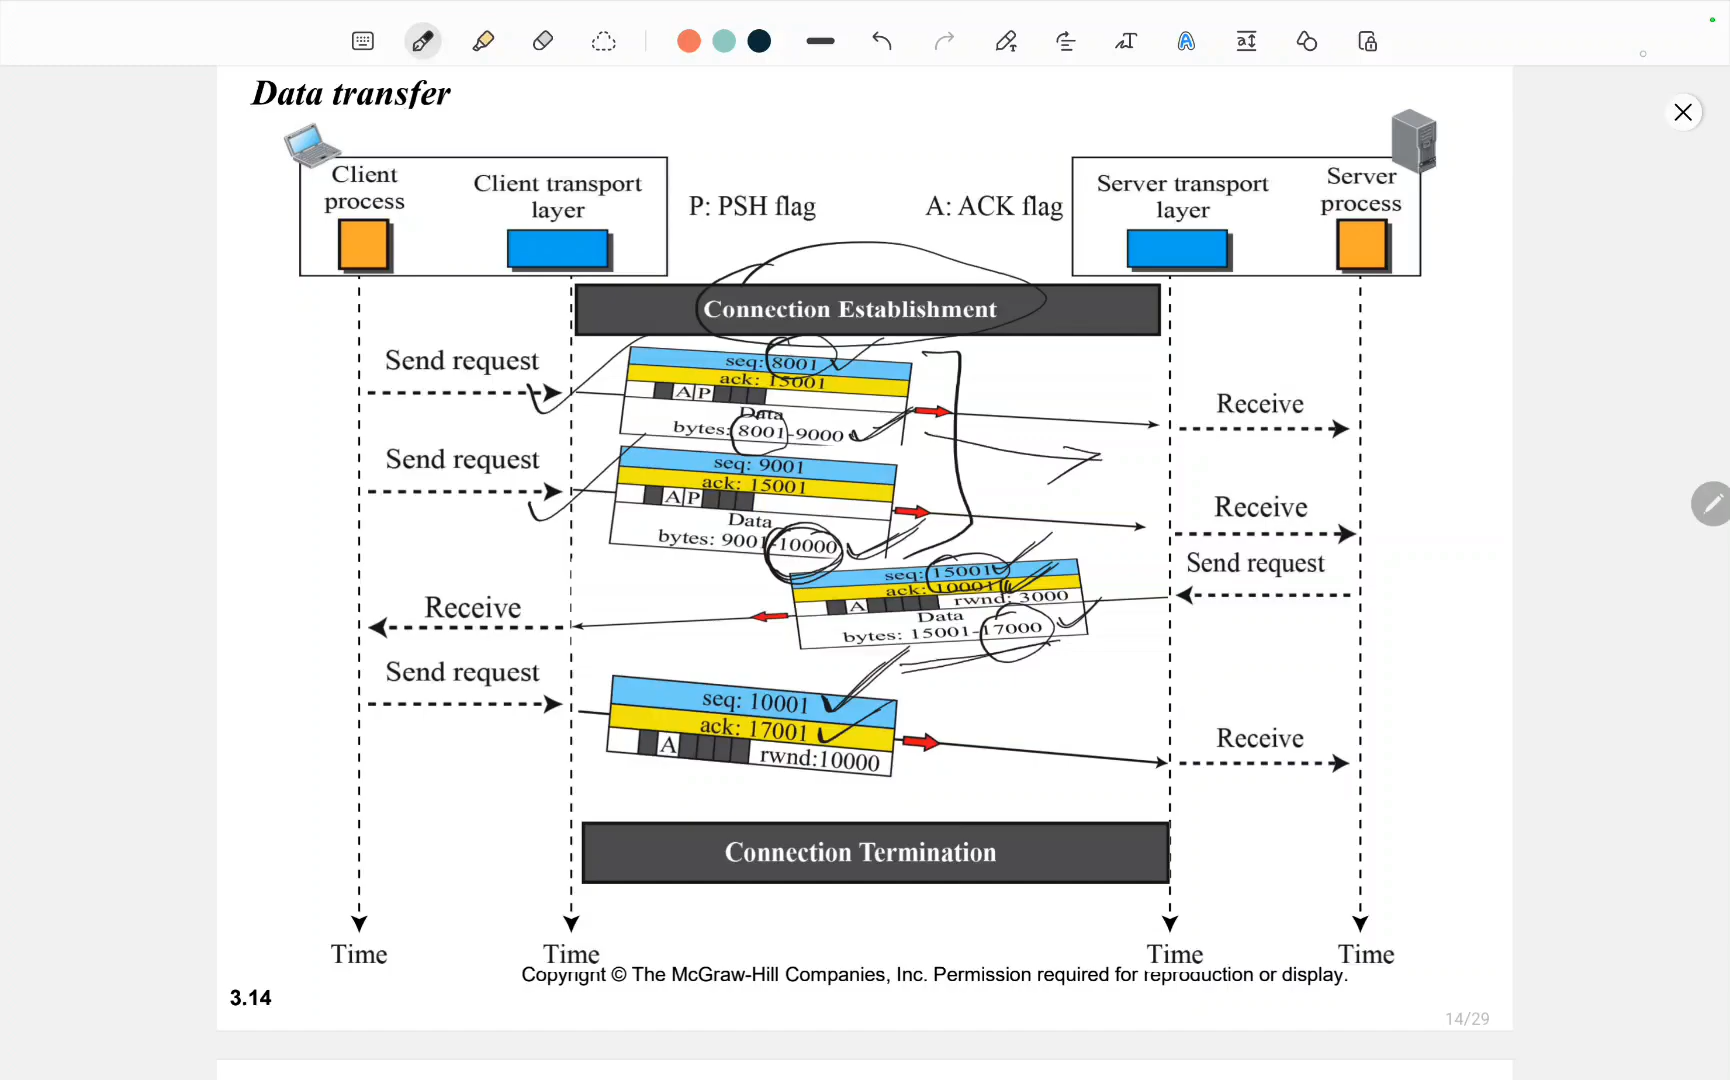 Data transfer
Client process
Client transport layer
P: PSH flag
A: ACK flag
Server transport layer
Server process
Connection Establishment
Send request
seq: 8001
ack: 15001
A P
Data
bytes: 8001-9000
Receive
Send request
seq: 9001
ack: 15001
A P
Data
bytes: 9001-10000
Receive
Send request
seq: 15001
ack: 10001
A rwnd: 3000
Data
bytes: 15001-17000
Receive
Send request
seq: 10001
ack: 17001
A rwnd:10000
Receive
Connection Termination
Time Time Time Time
Copyright © The McGraw-Hill Companies, Inc. Permission required for reproduction or display.
3.14
14/29